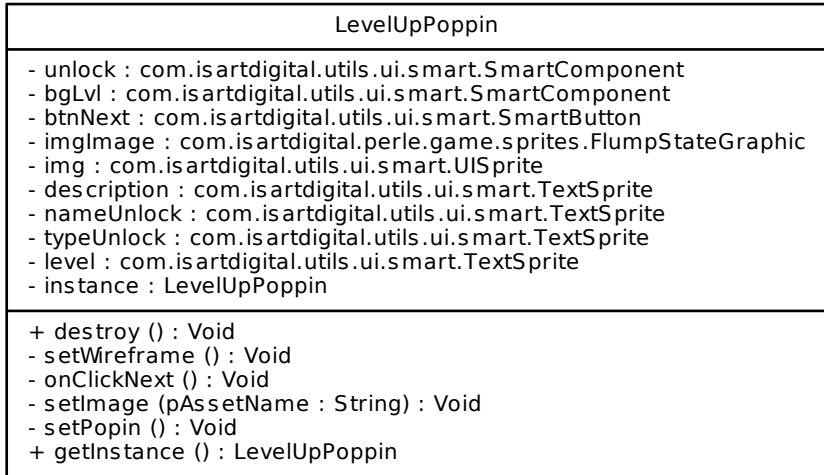 LevelUpPoppin
- unlock : com.isartdigital.utils.ui.smart.SmartComponent
- bgLvl : com.isartdigital.utils.ui.smart.SmartComponent
- btnNext : com.isartdigital.utils.ui.smart.SmartButton
- imgImage : com.isartdigital.perle.game.sprites.FlumpStateGraphic
- img : com.isartdigital.utils.ui.smart.UISprite
- description : com.isartdigital.utils.ui.smart.TextSprite
- nameUnlock : com.isartdigital.utils.ui.smart.TextSprite
- typeUnlock : com.isartdigital.utils.ui.smart.TextSprite
- level : com.isartdigital.utils.ui.smart.TextSprite
- instance : LevelUpPoppin
+ destroy () : Void
- setWireframe () : Void
- onClickNext () : Void
- setImage (pAssetName : String) : Void
- setPopin () : Void
+ getInstance () : LevelUpPoppin